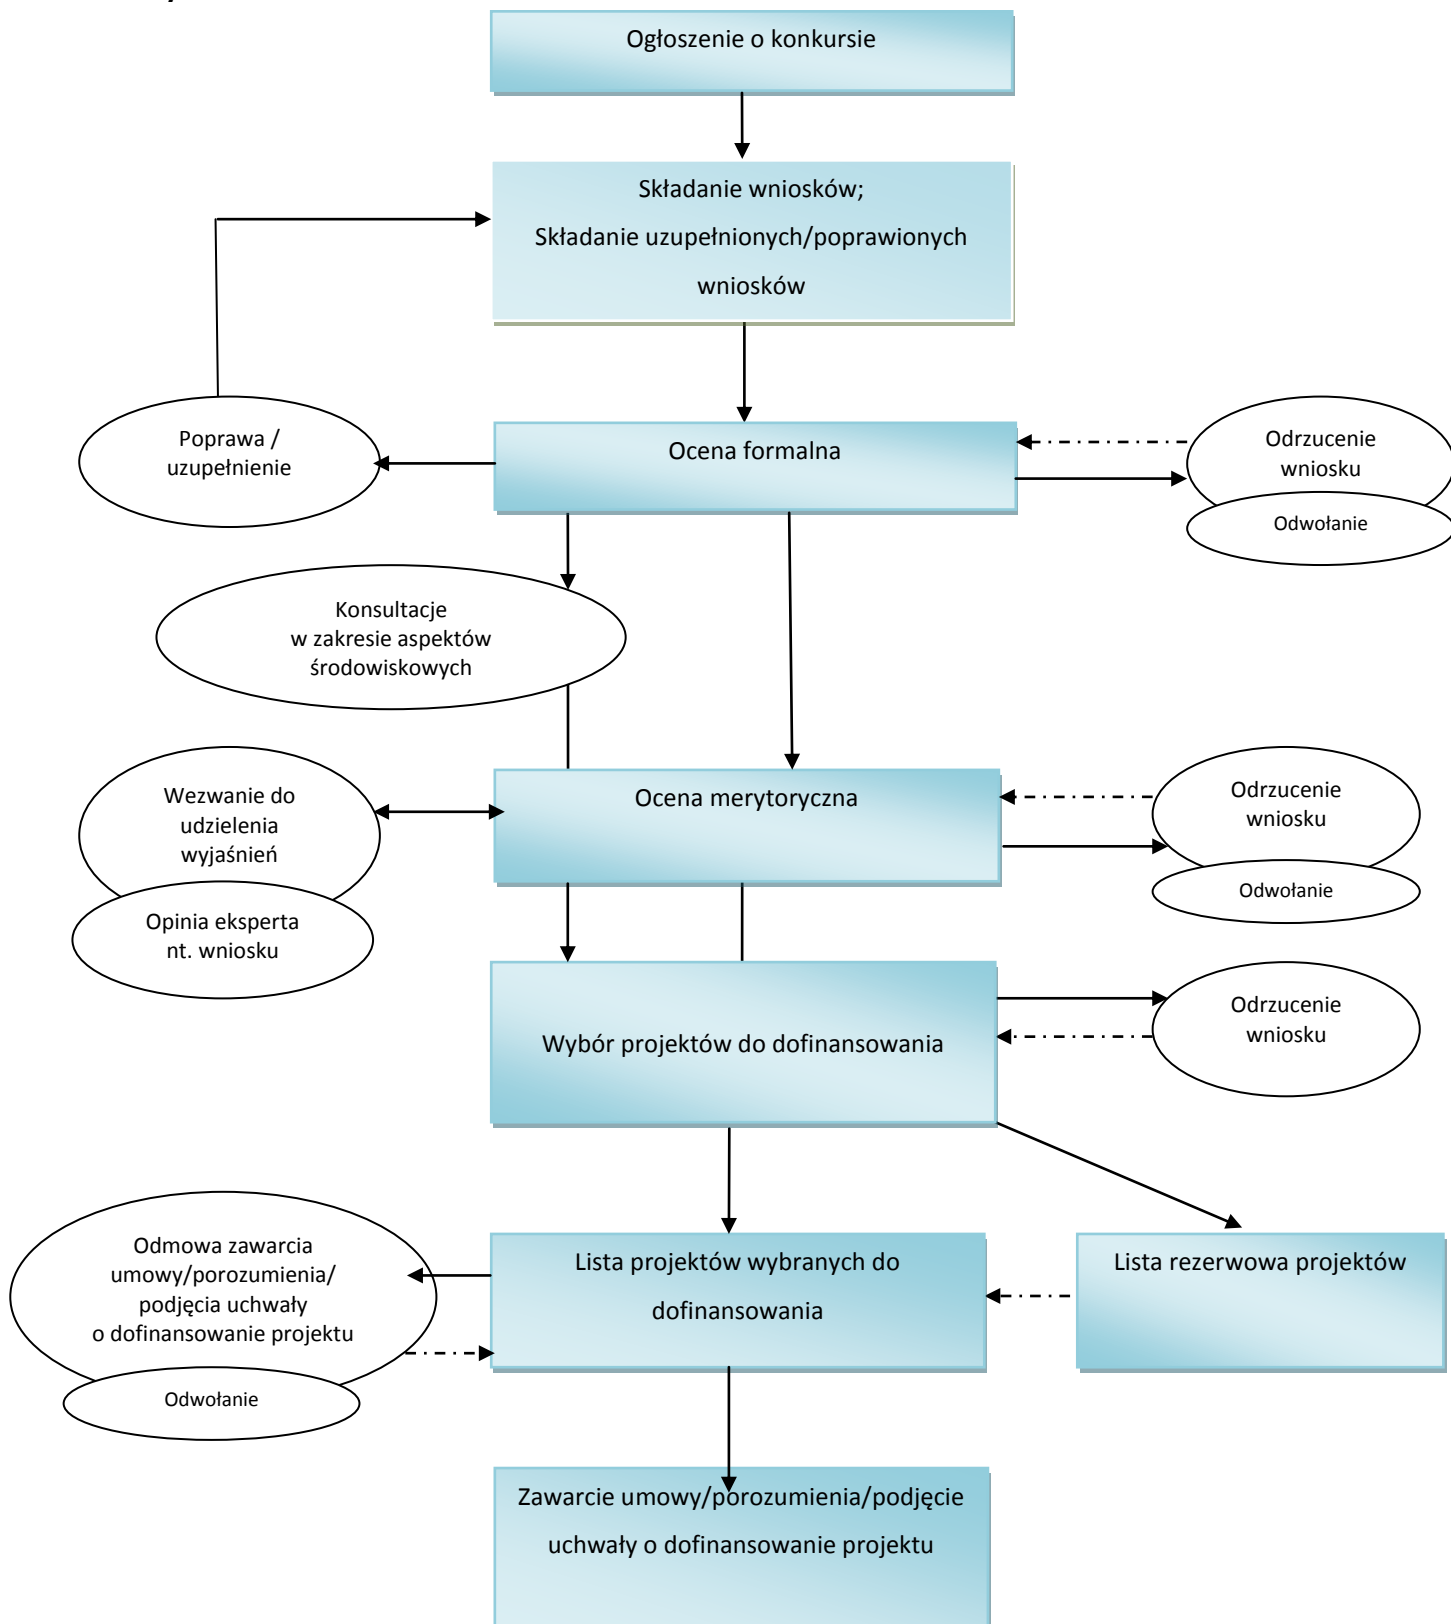 Ogłoszenie o konkursie
Składanie wniosków;
Składanie uzupełnionych/poprawionych
wniosków
Poprawa /
uzupełnienie
Ocena formalna
Odrzucenie
wniosku
Odwołanie
Konsultacje
w zakresie aspektów
środowiskowych
Wezwanie do
udzielenia
wyjaśnień
Opinia eksperta
nt. wniosku
Ocena merytoryczna
Odrzucenie
wniosku
Odwołanie
Wybór projektów do dofinansowania
Odrzucenie
wniosku
Odmowa zawarcia
umowy/porozumienia/
podjęcia uchwały
o dofinansowanie projektu
Odwołanie
Lista projektów wybranych do
dofinansowania
Lista rezerwowa projektów
Zawarcie umowy/porozumienia/podjęcie
uchwały o dofinansowanie projektu